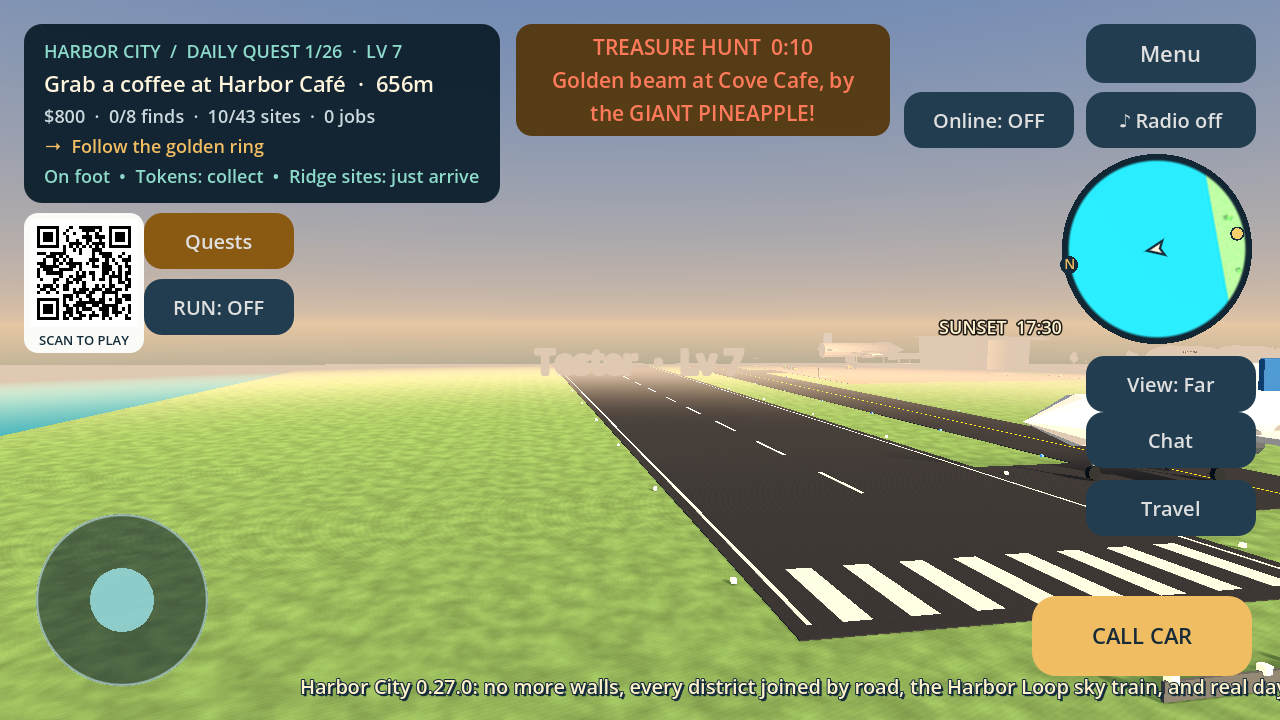 HARBOR CITY / DAILY QUEST 1/26 · LV 7
Grab a coffee at Harbor Café · 656m
$800 · 0/8 finds · 10/43 sites · 0 jobs
→ Follow the golden ring
On foot • Tokens: collect • Ridge sites: just arrive
TREASURE HUNT 0:10
Golden beam at Cove Cafe, by
the GIANT PINEAPPLE!
Menu
Online: OFF
♪ Radio off
SCAN TO PLAY
Quests
RUN: OFF
N
SUNSET 17:30
Tester · Lv 7
View: Far
Chat
Travel
CALL CAR
Harbor City 0.27.0: no more walls, every district joined by road, the Harbor Loop sky train, and real day